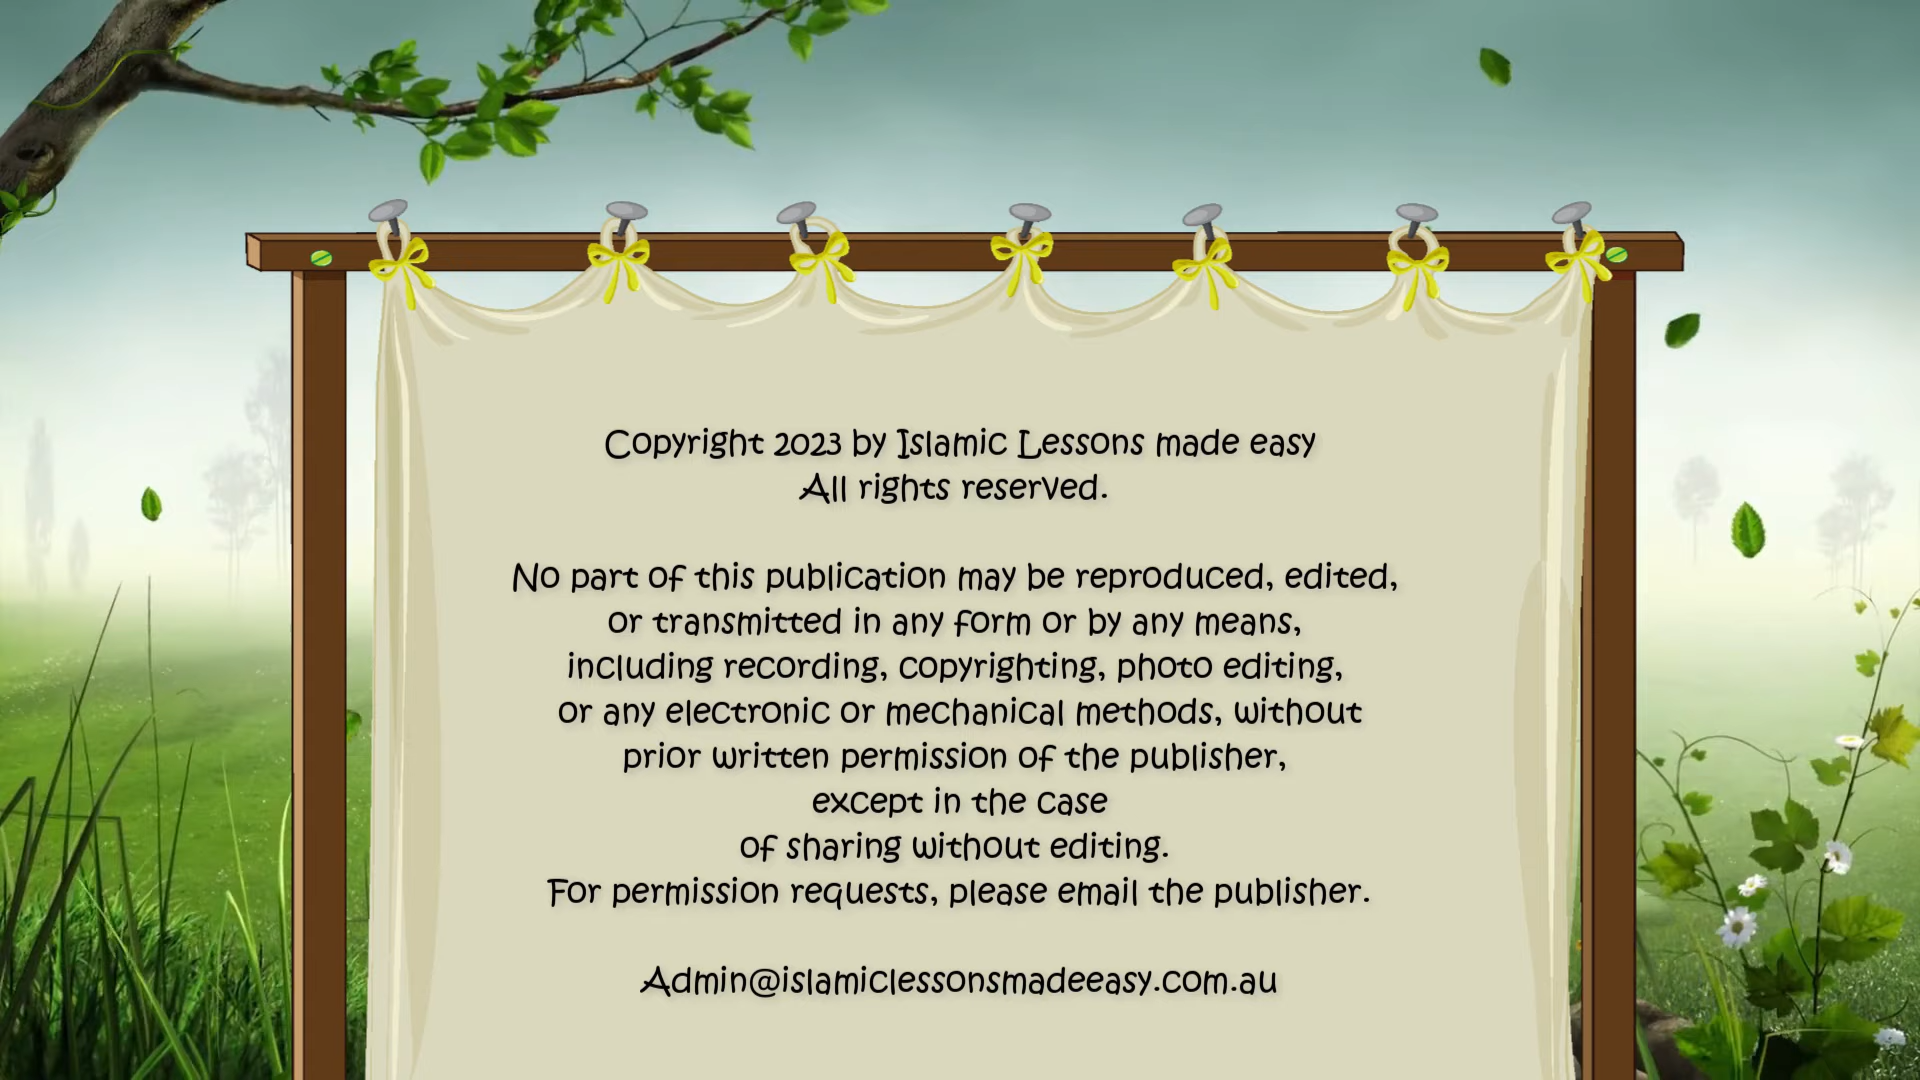 Copyright 2023 by Islamic Lessons made easy
All rights reserved.
No part of this publication may be reproduced, edited,
or transmitted in any form or by any means,
including recording, copyrighting, photo editing,
or any electronic or mechanical methods, without
prior written permission of the publisher,
except in the case
of sharing without editing.
For permission requests, please email the publisher.
Admin@islamiclessonsmadeeasy.com.au